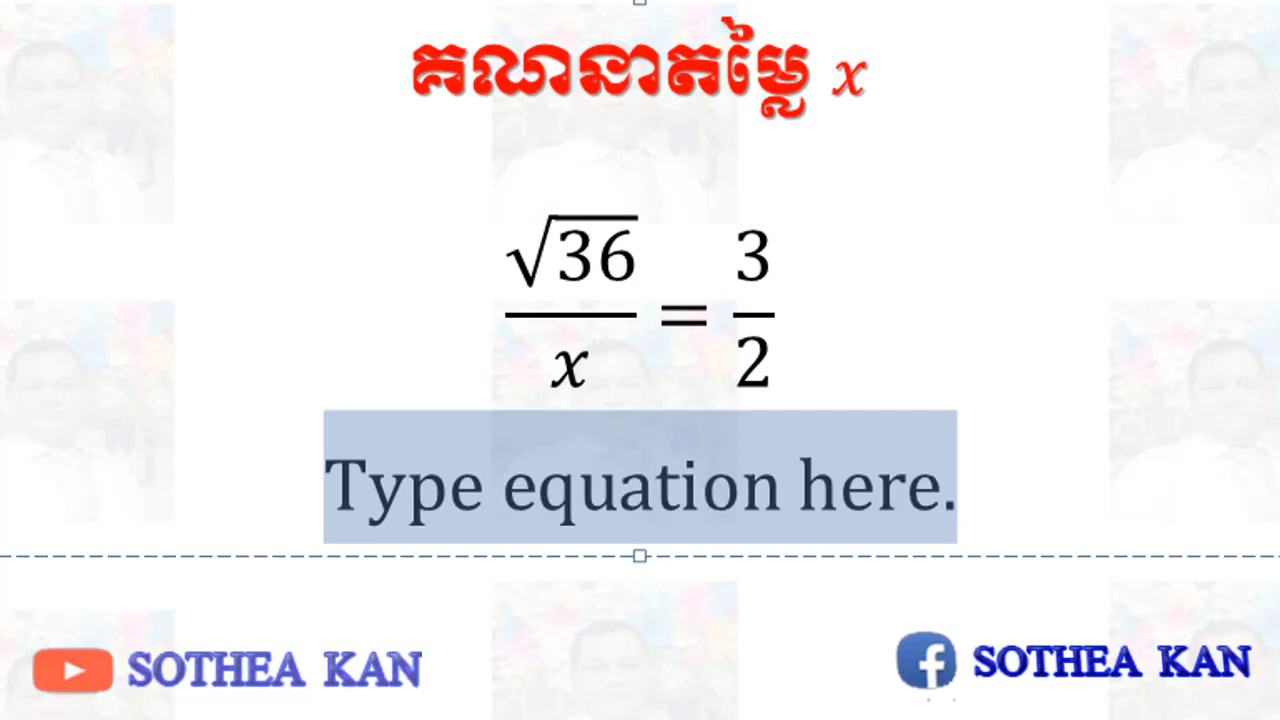 គណនាតម្លៃ x
√36/x = 3/2
Type equation here.
SOTHEA KAN
SOTHEA KAN